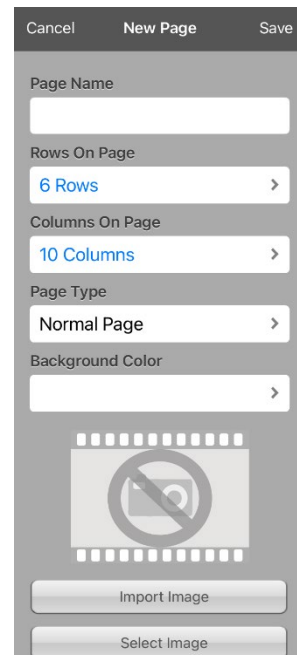 Cancel New Page Save
Page Name
Rows On Page
6 Rows
Columns On Page
10 Columns
Page Type
Normal Page
Background Color
Import Image
Select Image